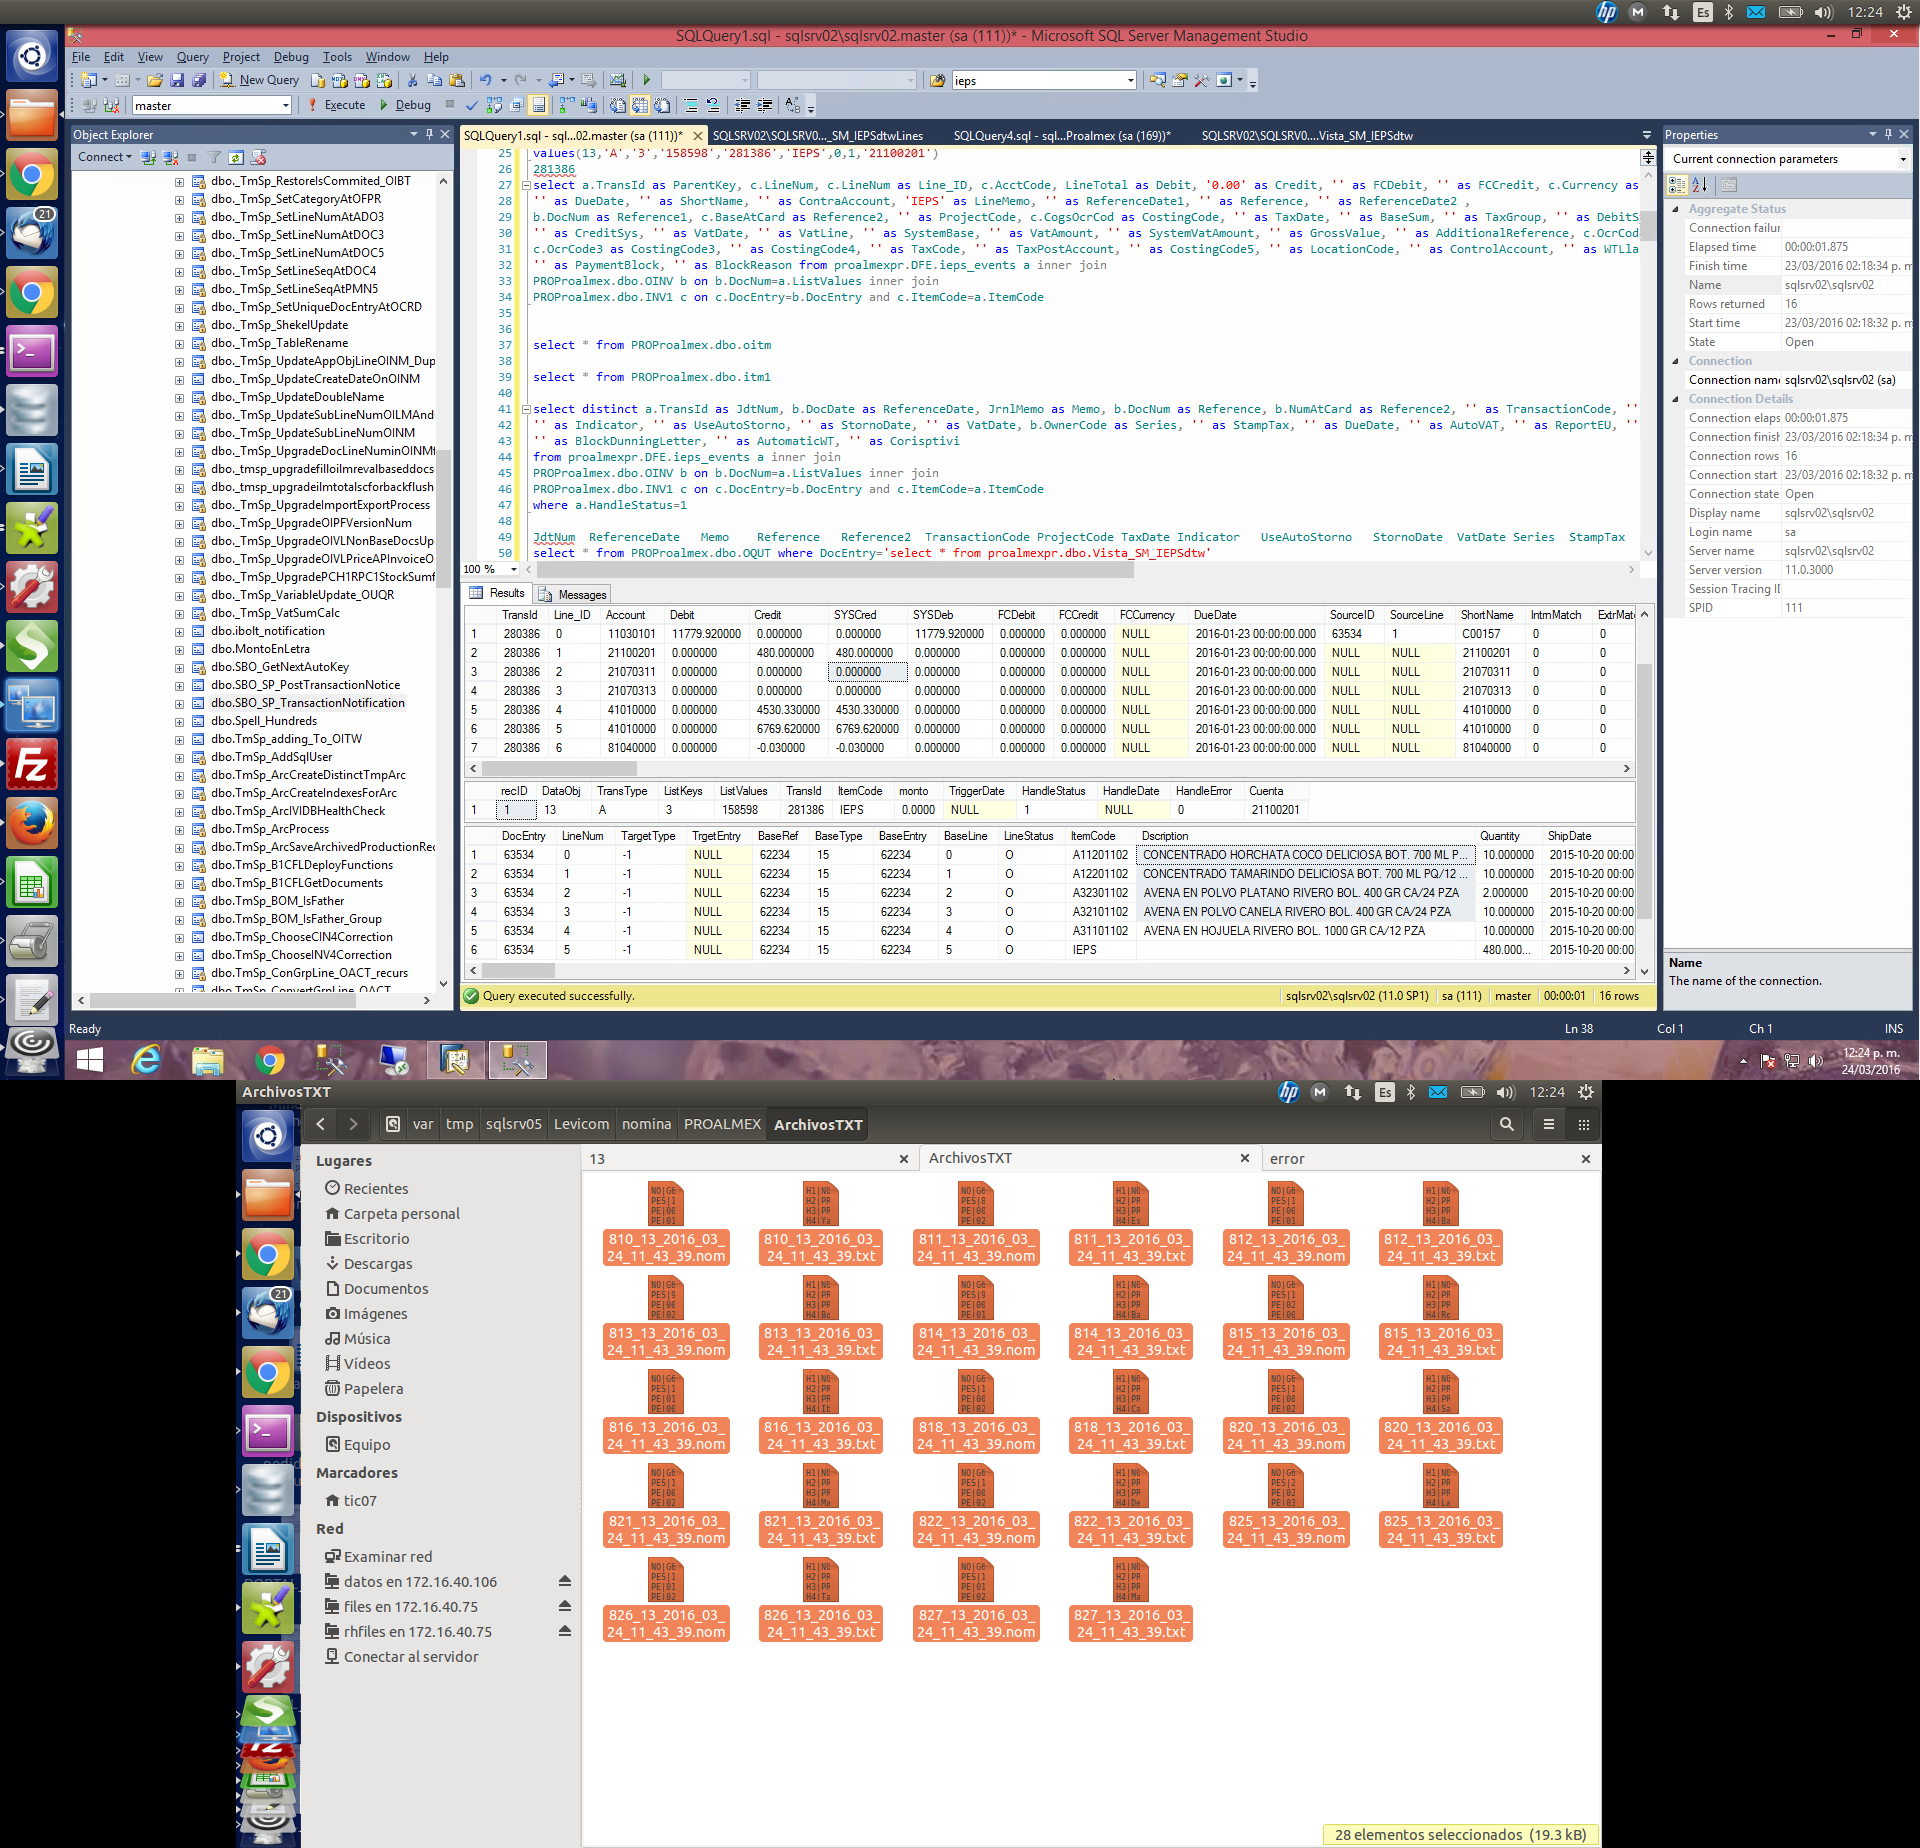 Es
12:24
SQLQuery1.sql - sqlsrv02\sqlsrv02.master (sa (111))* - Microsoft SQL Server Management Studio
File Edit View Query Project Debug Tools Window Help
New Query
ieps
master
Execute
Debug
Object Explorer
Connect
dbo._TmSp_RestoreIsCommited_OIBT
dbo._TmSp_SetCategoryAtOFPR
dbo._TmSp_SetLineNumAtADO3
dbo._TmSp_SetLineNumAtDOC3
dbo._TmSp_SetLineNumAtDOC5
dbo._TmSp_SetLineSeqAtDOC4
dbo._TmSp_SetLineSeqAtPMN5
dbo._TmSp_SetUniqueDocEntryAtOCRD
dbo._TmSp_ShekelUpdate
dbo._TmSp_TableRename
dbo._TmSp_UpdateAppObjLineOINM_Dup
dbo._TmSp_UpdateCreateDateOnOINM
dbo._TmSp_UpdateDoubleName
dbo._TmSp_UpdateSubLineNumOILMAnd
dbo._TmSp_UpdateSubLineNumOINM
dbo._TmSp_UpgradeDocLineNuminOINM
dbo._tmsp_upgradefilloilmrevalbaseddocs
dbo._tmsp_upgradeilmtotalscforbackflush
dbo._TmSp_UpgradeImportExportProcess
dbo._TmSp_UpgradeOIPFVersionNum
dbo._TmSp_UpgradeOIVLNonBaseDocsUp
dbo._TmSp_UpgradeOIVLPriceAPInvoiceO
dbo._TmSp_UpgradePCH1RPC1StockSumf
dbo._TmSp_VariableUpdate_OUQR
dbo._TmSp_VatSumCalc
dbo.ibolt_notification
dbo.MontoEnLetra
dbo.SBO_GetNextAutoKey
dbo.SBO_SP_PostTransactionNotice
dbo.SBO_SP_TransactionNotification
dbo.Spell_Hundreds
dbo.TmSp_adding_To_OITW
dbo.TmSp_AddSqlUser
dbo.TmSp_ArcCreateDistinctTmpArc
dbo.TmSp_ArcCreateIndexesForArc
dbo.TmSp_ArcIVIDBHealthCheck
dbo.TmSp_ArcProcess
dbo.TmSp_ArcSaveArchivedProductionRec
dbo.TmSp_B1CFLDeployFunctions
dbo.TmSp_B1CFLGetDocuments
dbo.TmSp_BOM_IsFather
dbo.TmSp_BOM_IsFather_Group
dbo.TmSp_ChooseCIN4Correction
dbo.TmSp_ChooseINV4Correction
dbo.TmSp_ConGrpLine_OACT_recurs
dbo.TmSp_ConvertGrpLine_OACT
SQLQuery1.sql - sql...02.master (sa (111))* SQLSRV02\SQLSRV0..._SM_IEPSdtwLines SQLQuery4.sql - sql...Proalmex (sa (169))* SQLSRV02\SQLSRV0....Vista_SM_IEPSdtw
25 values(13,'A','3','158598','281386','IEPS',0,1,'21100201')
26 281386
27 select a.TransId as ParentKey, c.LineNum, c.LineNum as Line_ID, c.AcctCode, LineTotal as Debit, '0.00' as Credit, '' as FCDebit, '' as FCCredit, c.Currency as
28 '' as DueDate, '' as ShortName, '' as ContraAccount, 'IEPS' as LineMemo, '' as ReferenceDate1, '' as Reference, '' as ReferenceDate2 ,
29 b.DocNum as Reference1, c.BaseAtCard as Reference2, '' as ProjectCode, c.CogsOcrCod as CostingCode, '' as TaxDate, '' as BaseSum, '' as TaxGroup, '' as DebitS
30 '' as CreditSys, '' as VatDate, '' as VatLine, '' as SystemBase, '' as VatAmount, '' as SystemVatAmount, '' as GrossValue, '' as AdditionalReference, c.OcrCod
31 c.OcrCode3 as CostingCode3, '' as CostingCode4, '' as TaxCode, '' as TaxPostAccount, '' as CostingCode5, '' as LocationCode, '' as ControlAccount, '' as WTLla
32 '' as PaymentBlock, '' as BlockReason from proalmexpr.DFE.ieps_events a inner join
33 PROProalmex.dbo.OINV b on b.DocNum=a.ListValues inner join
34 PROProalmex.dbo.INV1 c on c.DocEntry=b.DocEntry and c.ItemCode=a.ItemCode
35
36
37 select * from PROProalmex.dbo.oitm
38
39 select * from PROProalmex.dbo.itm1
40
41 select distinct a.TransId as JdtNum, b.DocDate as ReferenceDate, JrnlMemo as Memo, b.DocNum as Reference, b.NumAtCard as Reference2, '' as TransactionCode, ''
42 '' as Indicator, '' as UseAutoStorno, '' as StornoDate, '' as VatDate, b.OwnerCode as Series, '' as StampTax, '' as DueDate, '' as AutoVAT, '' as ReportEU, ''
43 '' as BlockDunningLetter, '' as AutomaticWT, '' as Corisptivi
44 from proalmexpr.DFE.ieps_events a inner join
45 PROProalmex.dbo.OINV b on b.DocNum=a.ListValues inner join
46 PROProalmex.dbo.INV1 c on c.DocEntry=b.DocEntry and c.ItemCode=a.ItemCode
47 where a.HandleStatus=1
48
49 JdtNum ReferenceDate Memo Reference Reference2 TransactionCode ProjectCode TaxDate Indicator UseAutoStorno StornoDate VatDate Series StampTax
50 select * from PROProalmex.dbo.OQUT where DocEntry='select * from proalmexpr.dbo.Vista_SM_IEPSdtw'
100 %
Results Messages
TransId Line_ID Account Debit Credit SYSCred SYSDeb FCDebit FCCredit FCCurrency DueDate SourceID SourceLine ShortName IntrnMatch ExtrMatc
1 280386 0 11030101 11779.920000 0.000000 0.000000 11779.920000 0.000000 0.000000 NULL 2016-01-23 00:00:00.000 63534 1 C00157 0 0
2 280386 1 21100201 0.000000 480.000000 480.000000 0.000000 0.000000 0.000000 NULL 2016-01-23 00:00:00.000 NULL NULL 21100201 0 0
3 280386 2 21070311 0.000000 0.000000 0.000000 0.000000 0.000000 0.000000 NULL 2016-01-23 00:00:00.000 NULL NULL 21070311 0 0
4 280386 3 21070313 0.000000 0.000000 0.000000 0.000000 0.000000 0.000000 NULL 2016-01-23 00:00:00.000 NULL NULL 21070313 0 0
5 280386 4 41010000 0.000000 4530.330000 4530.330000 0.000000 0.000000 0.000000 NULL 2016-01-23 00:00:00.000 NULL NULL 41010000 0 0
6 280386 5 41010000 0.000000 6769.620000 6769.620000 0.000000 0.000000 0.000000 NULL 2016-01-23 00:00:00.000 NULL NULL 41010000 0 0
7 280386 6 81040000 0.000000 -0.030000 -0.030000 0.000000 0.000000 0.000000 NULL 2016-01-23 00:00:00.000 NULL NULL 81040000 0 0
recID DataObj TransType ListKeys ListValues TransId ItemCode monto TriggerDate HandleStatus HandleDate HandleError Cuenta
1 1 13 A 3 158598 281386 IEPS 0.0000 NULL 1 NULL 0 21100201
DocEntry LineNum TargetType TrgetEntry BaseRef BaseType BaseEntry BaseLine LineStatus ItemCode Dscription Quantity ShipDate
1 63534 0 -1 NULL 62234 15 62234 0 O A11201102 CONCENTRADO HORCHATA COCO DELICIOSA BOT. 700 ML P... 10.000000 2015-10-20 00:00
2 63534 1 -1 NULL 62234 15 62234 1 O A12201102 CONCENTRADO TAMARINDO DELICIOSA BOT. 700 ML PQ/12 ... 10.000000 2015-10-20 00:00
3 63534 2 -1 NULL 62234 15 62234 2 O A32301102 AVENA EN POLVO PLATANO RIVERO BOL. 400 GR CA/24 PZA 2.000000 2015-10-20 00:00
4 63534 3 -1 NULL 62234 15 62234 3 O A32101102 AVENA EN POLVO CANELA RIVERO BOL. 400 GR CA/24 PZA 10.000000 2015-10-20 00:00
5 63534 4 -1 NULL 62234 15 62234 4 O A31101102 AVENA EN HOJUELA RIVERO BOL. 1000 GR CA/12 PZA 10.000000 2015-10-20 00:00
6 63534 5 -1 NULL 62234 15 62234 5 O IEPS 480.000... 2015-10-20 00:00
Query executed successfully. sqlsrv02\sqlsrv02 (11.0 SP1) sa (111) master 00:00:01 16 rows
Properties
Current connection parameters
Aggregate Status
Connection failur
Elapsed time 00:00:01.875
Finish time 23/03/2016 02:18:34 p. m
Name sqlsrv02\sqlsrv02
Rows returned 16
Start time 23/03/2016 02:18:32 p. m
State Open
Connection
Connection name sqlsrv02\sqlsrv02 (sa)
Connection Details
Connection elaps 00:00:01.875
Connection finish 23/03/2016 02:18:34 p. m
Connection rows 16
Connection start 23/03/2016 02:18:32 p. m
Connection state Open
Display name sqlsrv02\sqlsrv02
Login name sa
Server name sqlsrv02\sqlsrv02
Server version 11.0.3000
Session Tracing ID
SPID 111
Name
The name of the connection.
Ready Ln 38 Col 1 Ch 1 INS
12:24 p. m.
24/03/2016
ArchivosTXT
Es
12:24
var tmp sqlsrv05 Levicom nomina PROALMEX ArchivosTXT
21
Lugares
Recientes
Carpeta personal
Escritorio
Descargas
Documentos
Imágenes
Música
Vídeos
Papelera
Dispositivos
Equipo
Marcadores
tic07
Red
Examinar red
datos en 172.16.40.106
files en 172.16.40.75
rhfiles en 172.16.40.75
Conectar al servidor
13 ArchivosTXT error
810_13_2016_03_24_11_43_39.nom 810_13_2016_03_24_11_43_39.txt 811_13_2016_03_24_11_43_39.nom 811_13_2016_03_24_11_43_39.txt 812_13_2016_03_24_11_43_39.nom 812_13_2016_03_24_11_43_39.txt
813_13_2016_03_24_11_43_39.nom 813_13_2016_03_24_11_43_39.txt 814_13_2016_03_24_11_43_39.nom 814_13_2016_03_24_11_43_39.txt 815_13_2016_03_24_11_43_39.nom 815_13_2016_03_24_11_43_39.txt
816_13_2016_03_24_11_43_39.nom 816_13_2016_03_24_11_43_39.txt 818_13_2016_03_24_11_43_39.nom 818_13_2016_03_24_11_43_39.txt 820_13_2016_03_24_11_43_39.nom 820_13_2016_03_24_11_43_39.txt
821_13_2016_03_24_11_43_39.nom 821_13_2016_03_24_11_43_39.txt 822_13_2016_03_24_11_43_39.nom 822_13_2016_03_24_11_43_39.txt 825_13_2016_03_24_11_43_39.nom 825_13_2016_03_24_11_43_39.txt
826_13_2016_03_24_11_43_39.nom 826_13_2016_03_24_11_43_39.txt 827_13_2016_03_24_11_43_39.nom 827_13_2016_03_24_11_43_39.txt
28 elementos seleccionados (19.3 kB)